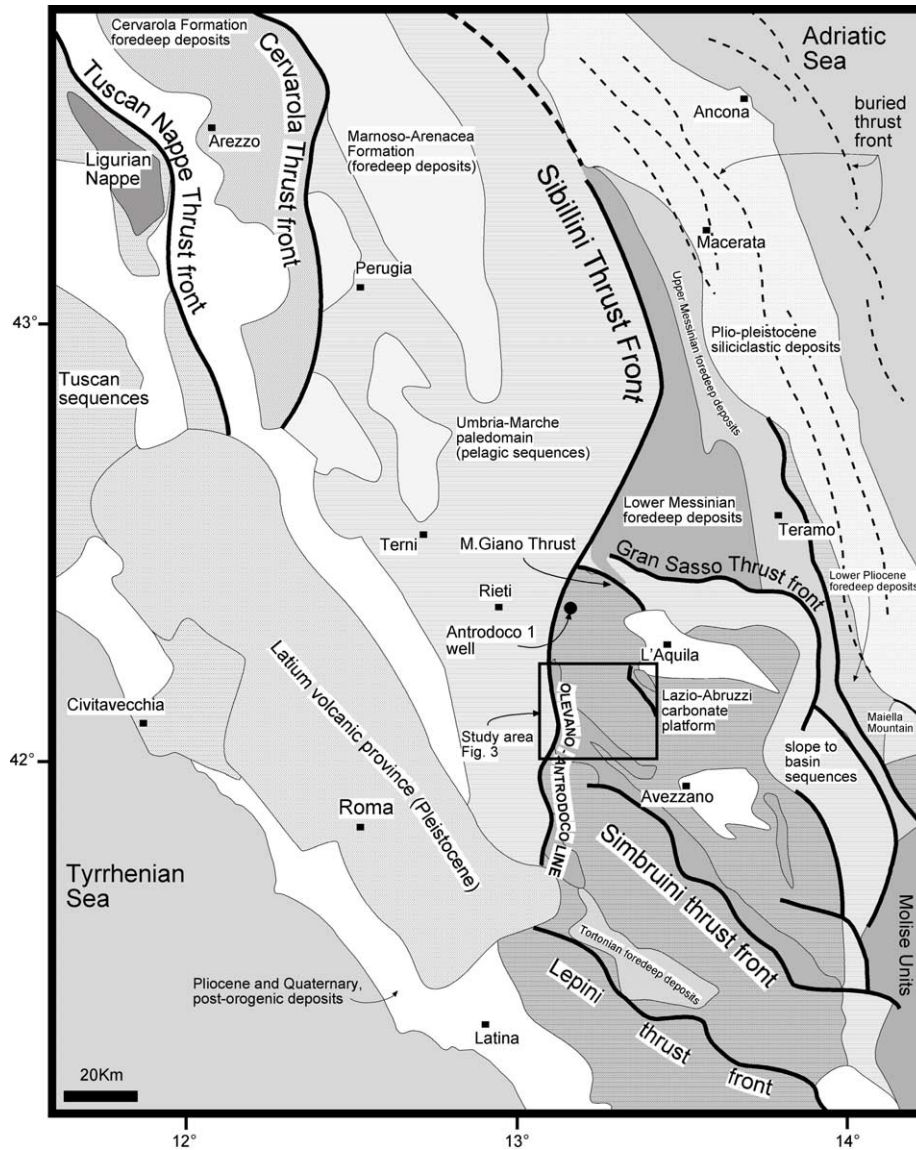 Cervarola Formation
foredeep deposits
Adriatic
Sea
Tuscan Nappe Thrust front
Cervarola Thrust front
Ancona
buried
thrust
front
Arezzo
Marnoso-Arenacea
Formation
(foredeep deposits)
Ligurian
Nappe
Sibillini Thrust Front
Macerata
Perugia
Upper Messinian foredeep deposits
43°
Plio-pleistocene
siliciclastic deposits
Tuscan
sequences
Umbria-Marche
paledomain
(pelagic sequences)
Lower Messinian
foredeep deposits
Teramo
Terni
M.Giano Thrust
Gran Sasso Thrust front
Lower Pliocene
foredeep deposits
Rieti
Antrodoco 1
well
L'Aquila
Latium volcanic province (Pleistocene)
Civitavecchia
OLEVANO-ANTRODOCO LINE
Lazio-Abruzzi
carbonate
platform
Maiella
Mountain
Study area
Fig. 3
slope to
basin
sequences
42°
Avezzano
Roma
Simbruini thrust front
Tyrrhenian
Sea
Molise Units
Tortonian foredeep deposits
Pliocene and Quaternary,
post-orogenic deposits
Lepini
thrust
front
Latina
20Km
12°
13°
14°